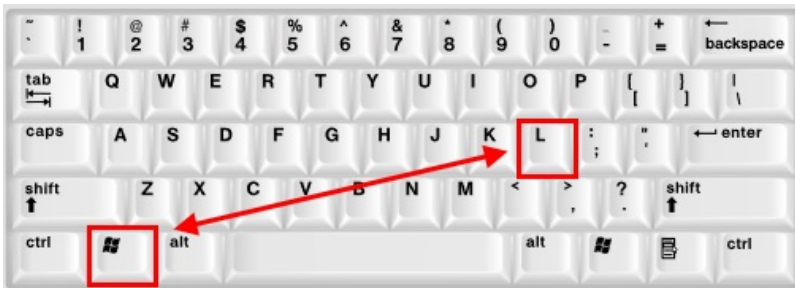 ~ ! @ # $ % ^ & * ( ) _ + ←
` 1 2 3 4 5 6 7 8 9 0 - = backspace
tab Q W E R T Y U I O P { } |
[ ] \
caps A S D F G H J K L : " ← enter
; '
shift Z X C V B N M < > ? shift
, .
ctrl alt alt ctrl